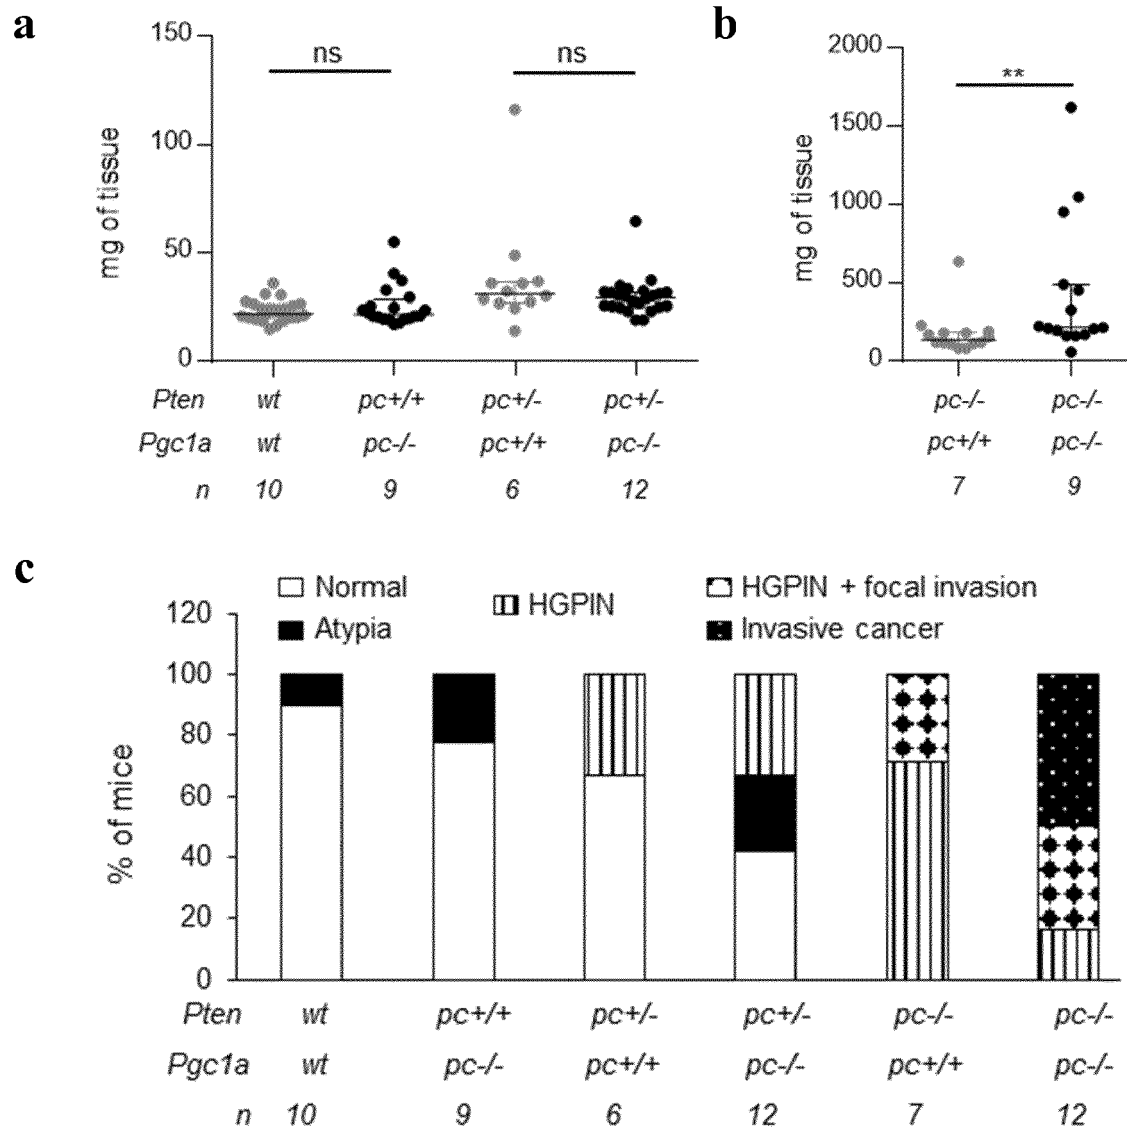 a
150
100
50
0
mg of tissue
ns
ns
Pten wt pc+/+ pc+/- pc+/-
Pgc1a wt pc-/- pc+/+ pc-/-
n 10 9 6 12
b
2000
1500
1000
500
0
mg of tissue
**
pc-/- pc-/-
pc+/+ pc-/-
7 9
c
Normal
Atypia
HGPIN
HGPIN + focal invasion
Invasive cancer
120
100
80
60
40
20
0
% of mice
Pten wt pc+/+ pc+/- pc+/- pc-/- pc-/-
Pgc1a wt pc-/- pc+/+ pc-/- pc+/+ pc-/-
n 10 9 6 12 7 12